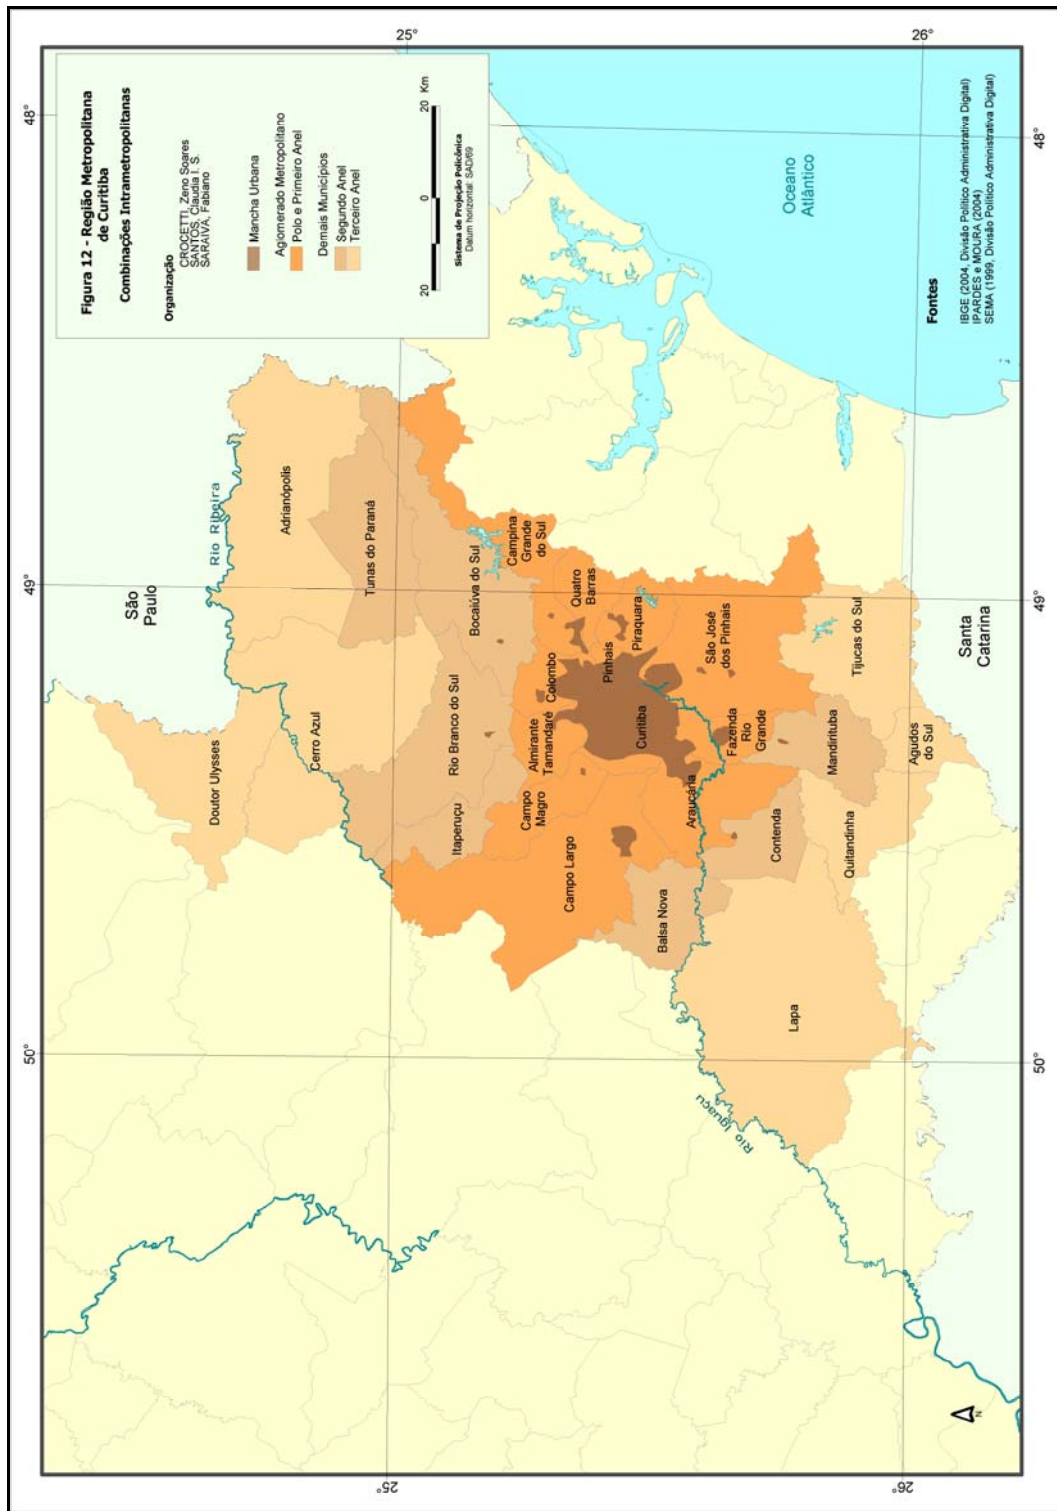 Figura 12 - Região Metropolitana
de Curitiba
Combinações Intrametropolitanas
Organização
CROCETTI, Zeno Soares
SANTOS, Claudia I. S.
SARAIVA, Fabiano
Mancha Urbana
Aglomerado Metropolitano
Polo e Primeiro Anel
Demais Municípios
Segundo Anel
Terceiro Anel
20 0 20 Km
Sistema de Projeção Policônica
Datum horizontal: SAD/69
50°
49°
48°
25°
25°
26°
26°
50°
49°
48°
São
Paulo
Rio Ribeira
Doutor Ulysses
Adrianópolis
Cerro Azul
Tunas do Paraná
Rio Branco do Sul
Bocaiúva do Sul
Itaperuçu
Campina
Grande
do Sul
Campo
Magro
Almirante
Tamandaré
Colombo
Quatro
Barras
Campo Largo
Pinhais
Piraquara
Curitiba
Balsa Nova
Araucária
São José
dos Pinhais
Fazenda
Rio
Grande
Rio Iguaçu
Contenda
Lapa
Mandirituba
Quitandinha
Tijucas do Sul
Agudos
do Sul
Santa
Catarina
Oceano
Atlântico
Fontes
IBGE (2004, Divisão Político Administrativa Digital)
IPARDES e MOURA (2004)
SEMA (1999, Divisão Político Administrativa Digital)
N